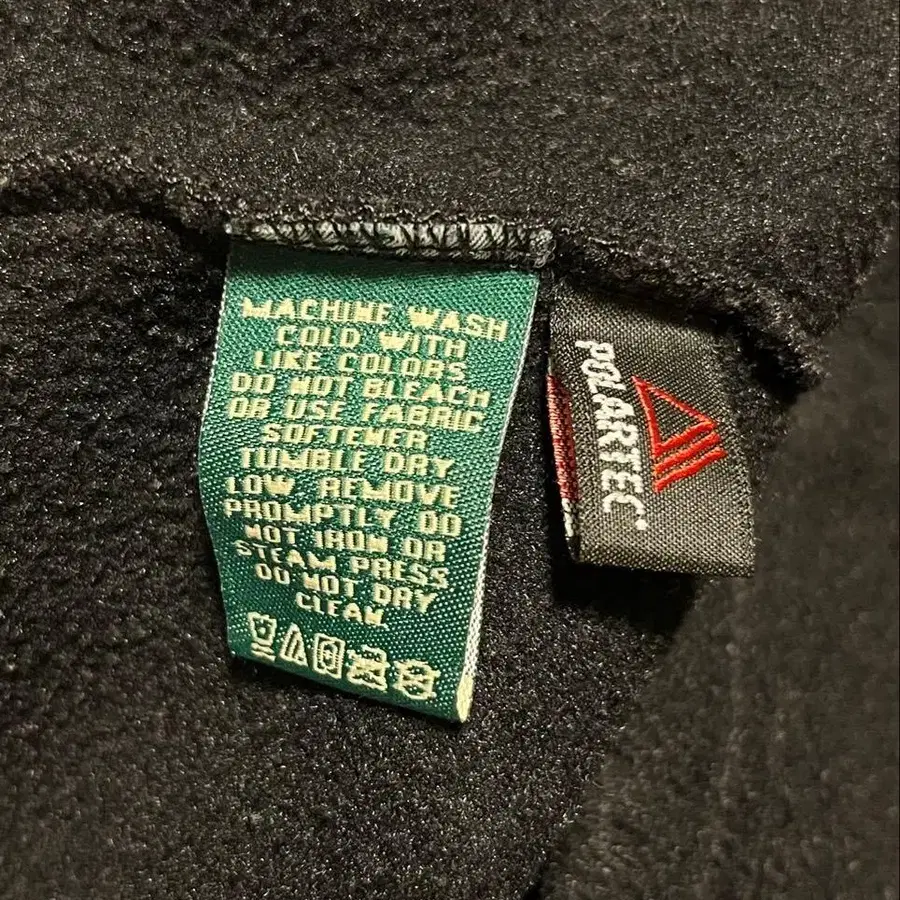 MACHINE WASH
COLD WITH
LIKE COLORS
DO NOT BLEACH
OR USE FABRIC
SOFTENER
TUMBLE DRY
LOW REMOVE
PROMPTLY DO
NOT IRON OR
STEAM PRESS
DO NOT DRY
CLEAN
POLARTEC